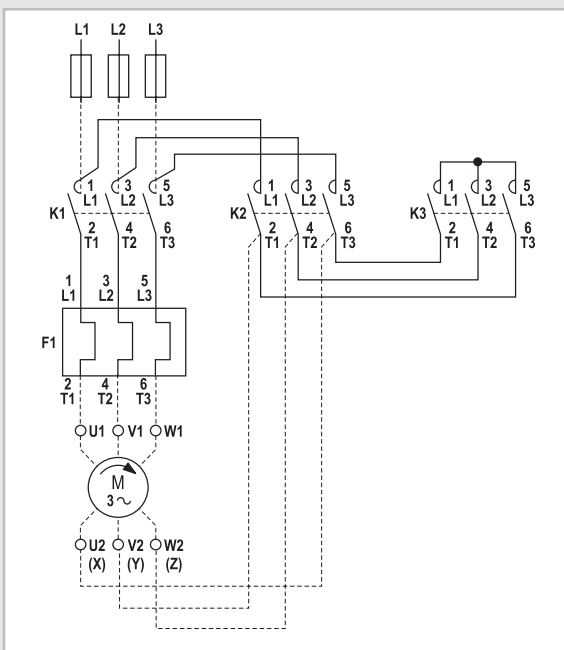 L1 L2 L3
1 3 5 1 3 5 1 3 5
L1 L2 L3 L1 L2 L3 L1 L2 L3
K1 K2 K3
2 4 6 2 4 6 2 4 6
T1 T2 T3 T1 T2 T3 T1 T2 T3
1 3 5
L1 L2 L3
F1
2 4 6
T1 T2 T3
U1 V1 W1
M
3~
U2 V2 W2
(X) (Y) (Z)